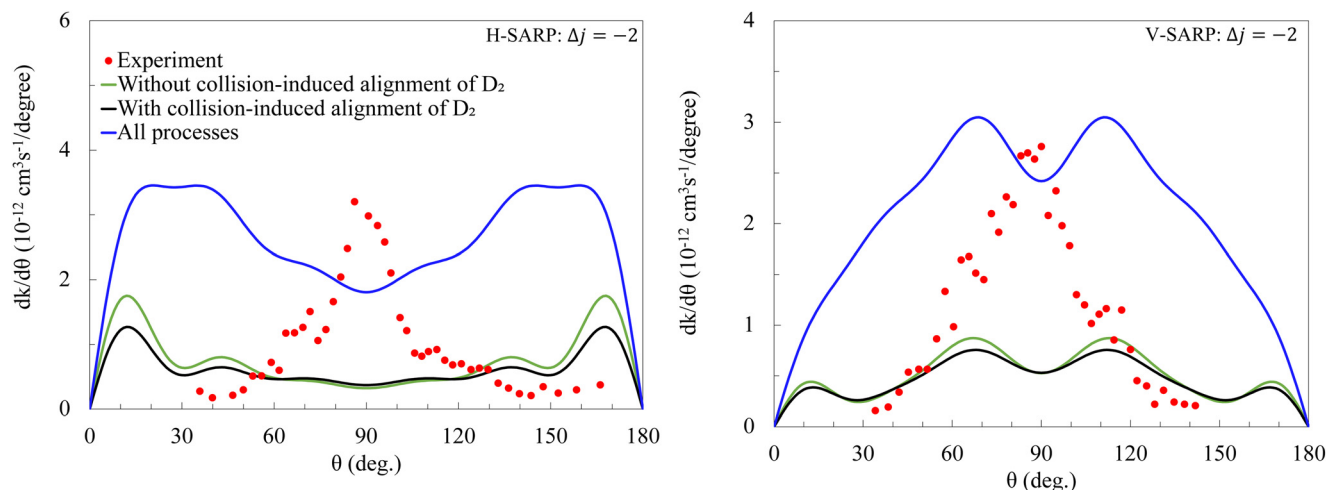 H-SARP: Δj = −2
Experiment
Without collision-induced alignment of D₂
With collision-induced alignment of D₂
All processes
dk/dθ (10⁻¹² cm³s⁻¹/degree)
6
4
2
0
0 30 60 90 120 150 180
θ (deg.)
V-SARP: Δj = −2
dk/dθ (10⁻¹² cm³s⁻¹/degree)
4
3
2
1
0
0 30 60 90 120 150 180
θ (deg.)